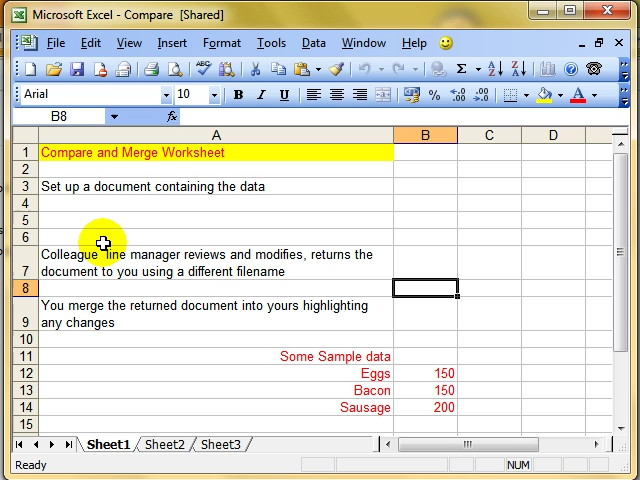 Microsoft Excel - Compare [Shared]
File Edit View Insert Format Tools Data Window Help
Arial 10 B I U
B8 fx
A B C D
1 Compare and Merge Worksheet
2
3 Set up a document containing the data
4
5
6
Colleague line manager reviews and modifies, returns the
7 document to you using a different filename
8
You merge the returned document into yours highlighting
9 any changes
10
11 Some Sample data
12 Eggs 150
13 Bacon 150
14 Sausage 200
15
Sheet1 Sheet2 Sheet3
Ready NUM